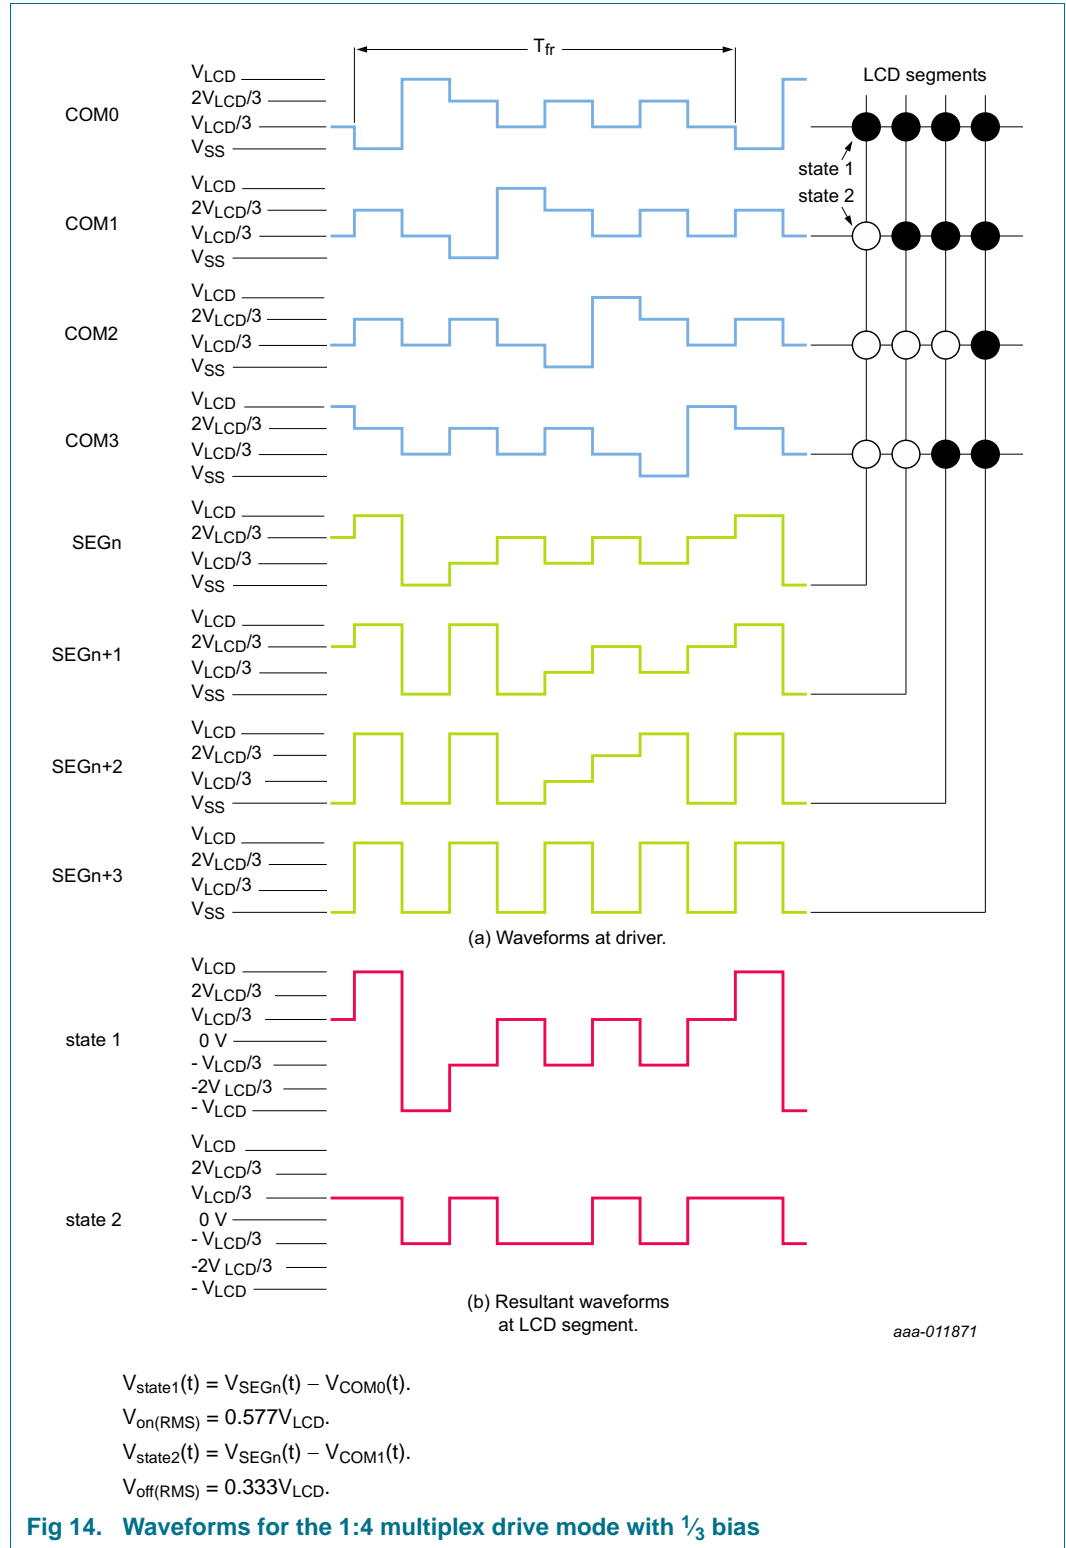 Tfr
LCD segments
COM0
VLCD
2VLCD/3
VLCD/3
VSS
state 1
state 2
COM1
VLCD
2VLCD/3
VLCD/3
VSS
COM2
VLCD
2VLCD/3
VLCD/3
VSS
COM3
VLCD
2VLCD/3
VLCD/3
VSS
SEGn
VLCD
2VLCD/3
VLCD/3
VSS
SEGn+1
VLCD
2VLCD/3
VLCD/3
VSS
SEGn+2
VLCD
2VLCD/3
VLCD/3
VSS
SEGn+3
VLCD
2VLCD/3
VLCD/3
VSS
(a) Waveforms at driver.
state 1
VLCD
2VLCD/3
VLCD/3
0 V
- VLCD/3
-2V LCD/3
- VLCD
state 2
VLCD
2VLCD/3
VLCD/3
0 V
- VLCD/3
-2V LCD/3
- VLCD
(b) Resultant waveforms
at LCD segment.
aaa-011871
Vstate1(t) = VSEGn(t) − VCOM0(t).
Von(RMS) = 0.577VLCD.
Vstate2(t) = VSEGn(t) − VCOM1(t).
Voff(RMS) = 0.333VLCD.
Fig 14. Waveforms for the 1:4 multiplex drive mode with 1⁄3 bias